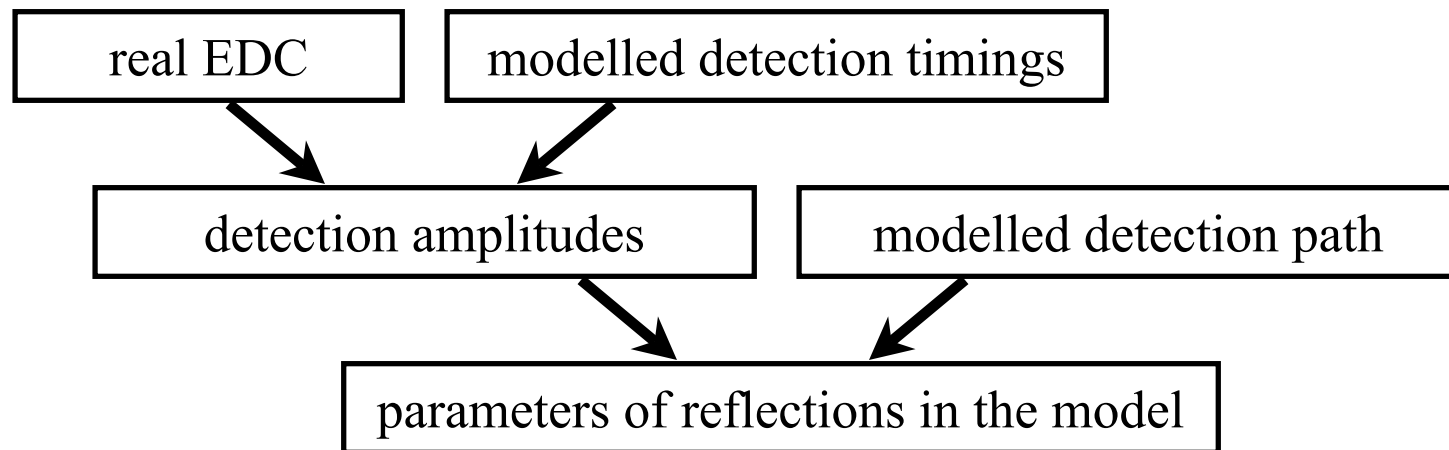 real EDC
modelled detection timings
detection amplitudes
modelled detection path
parameters of reflections in the model